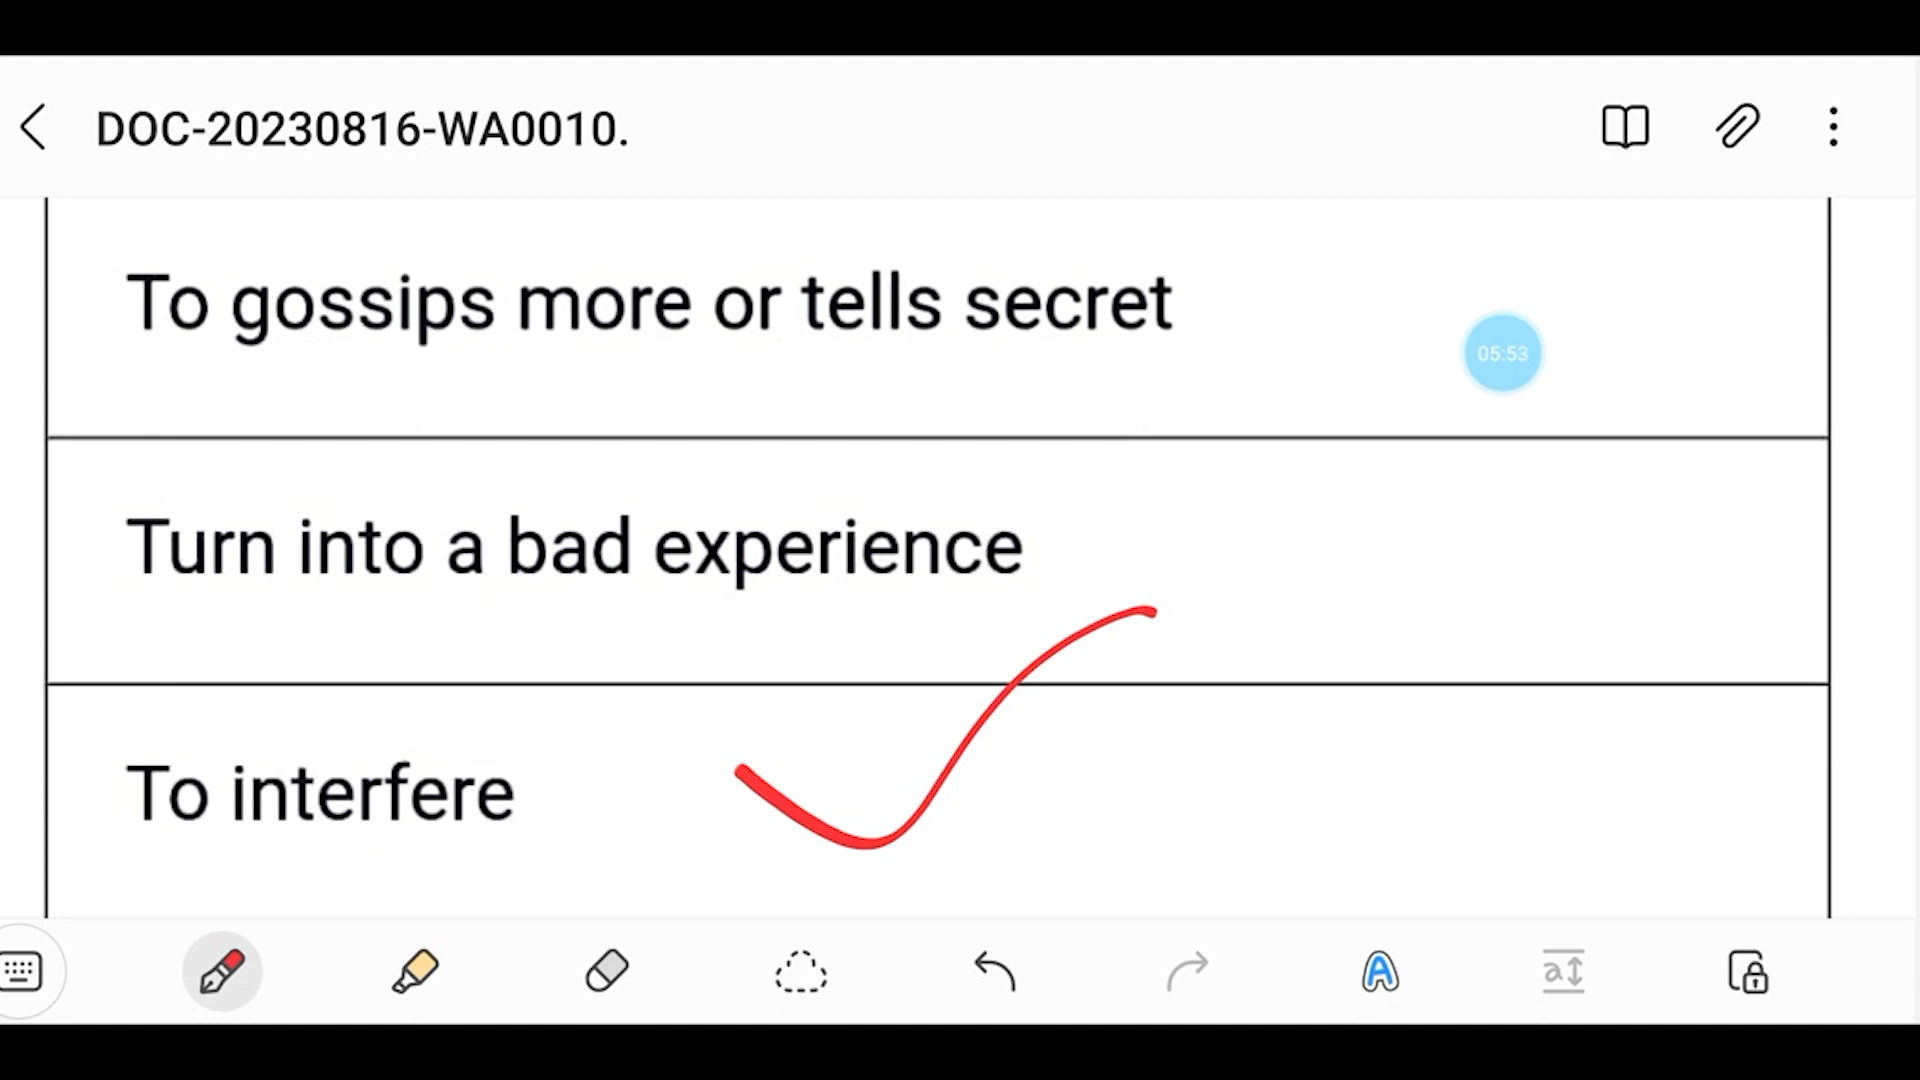 DOC-20230816-WA0010.
To gossips more or tells secret
05:53
Turn into a bad experience
To interfere